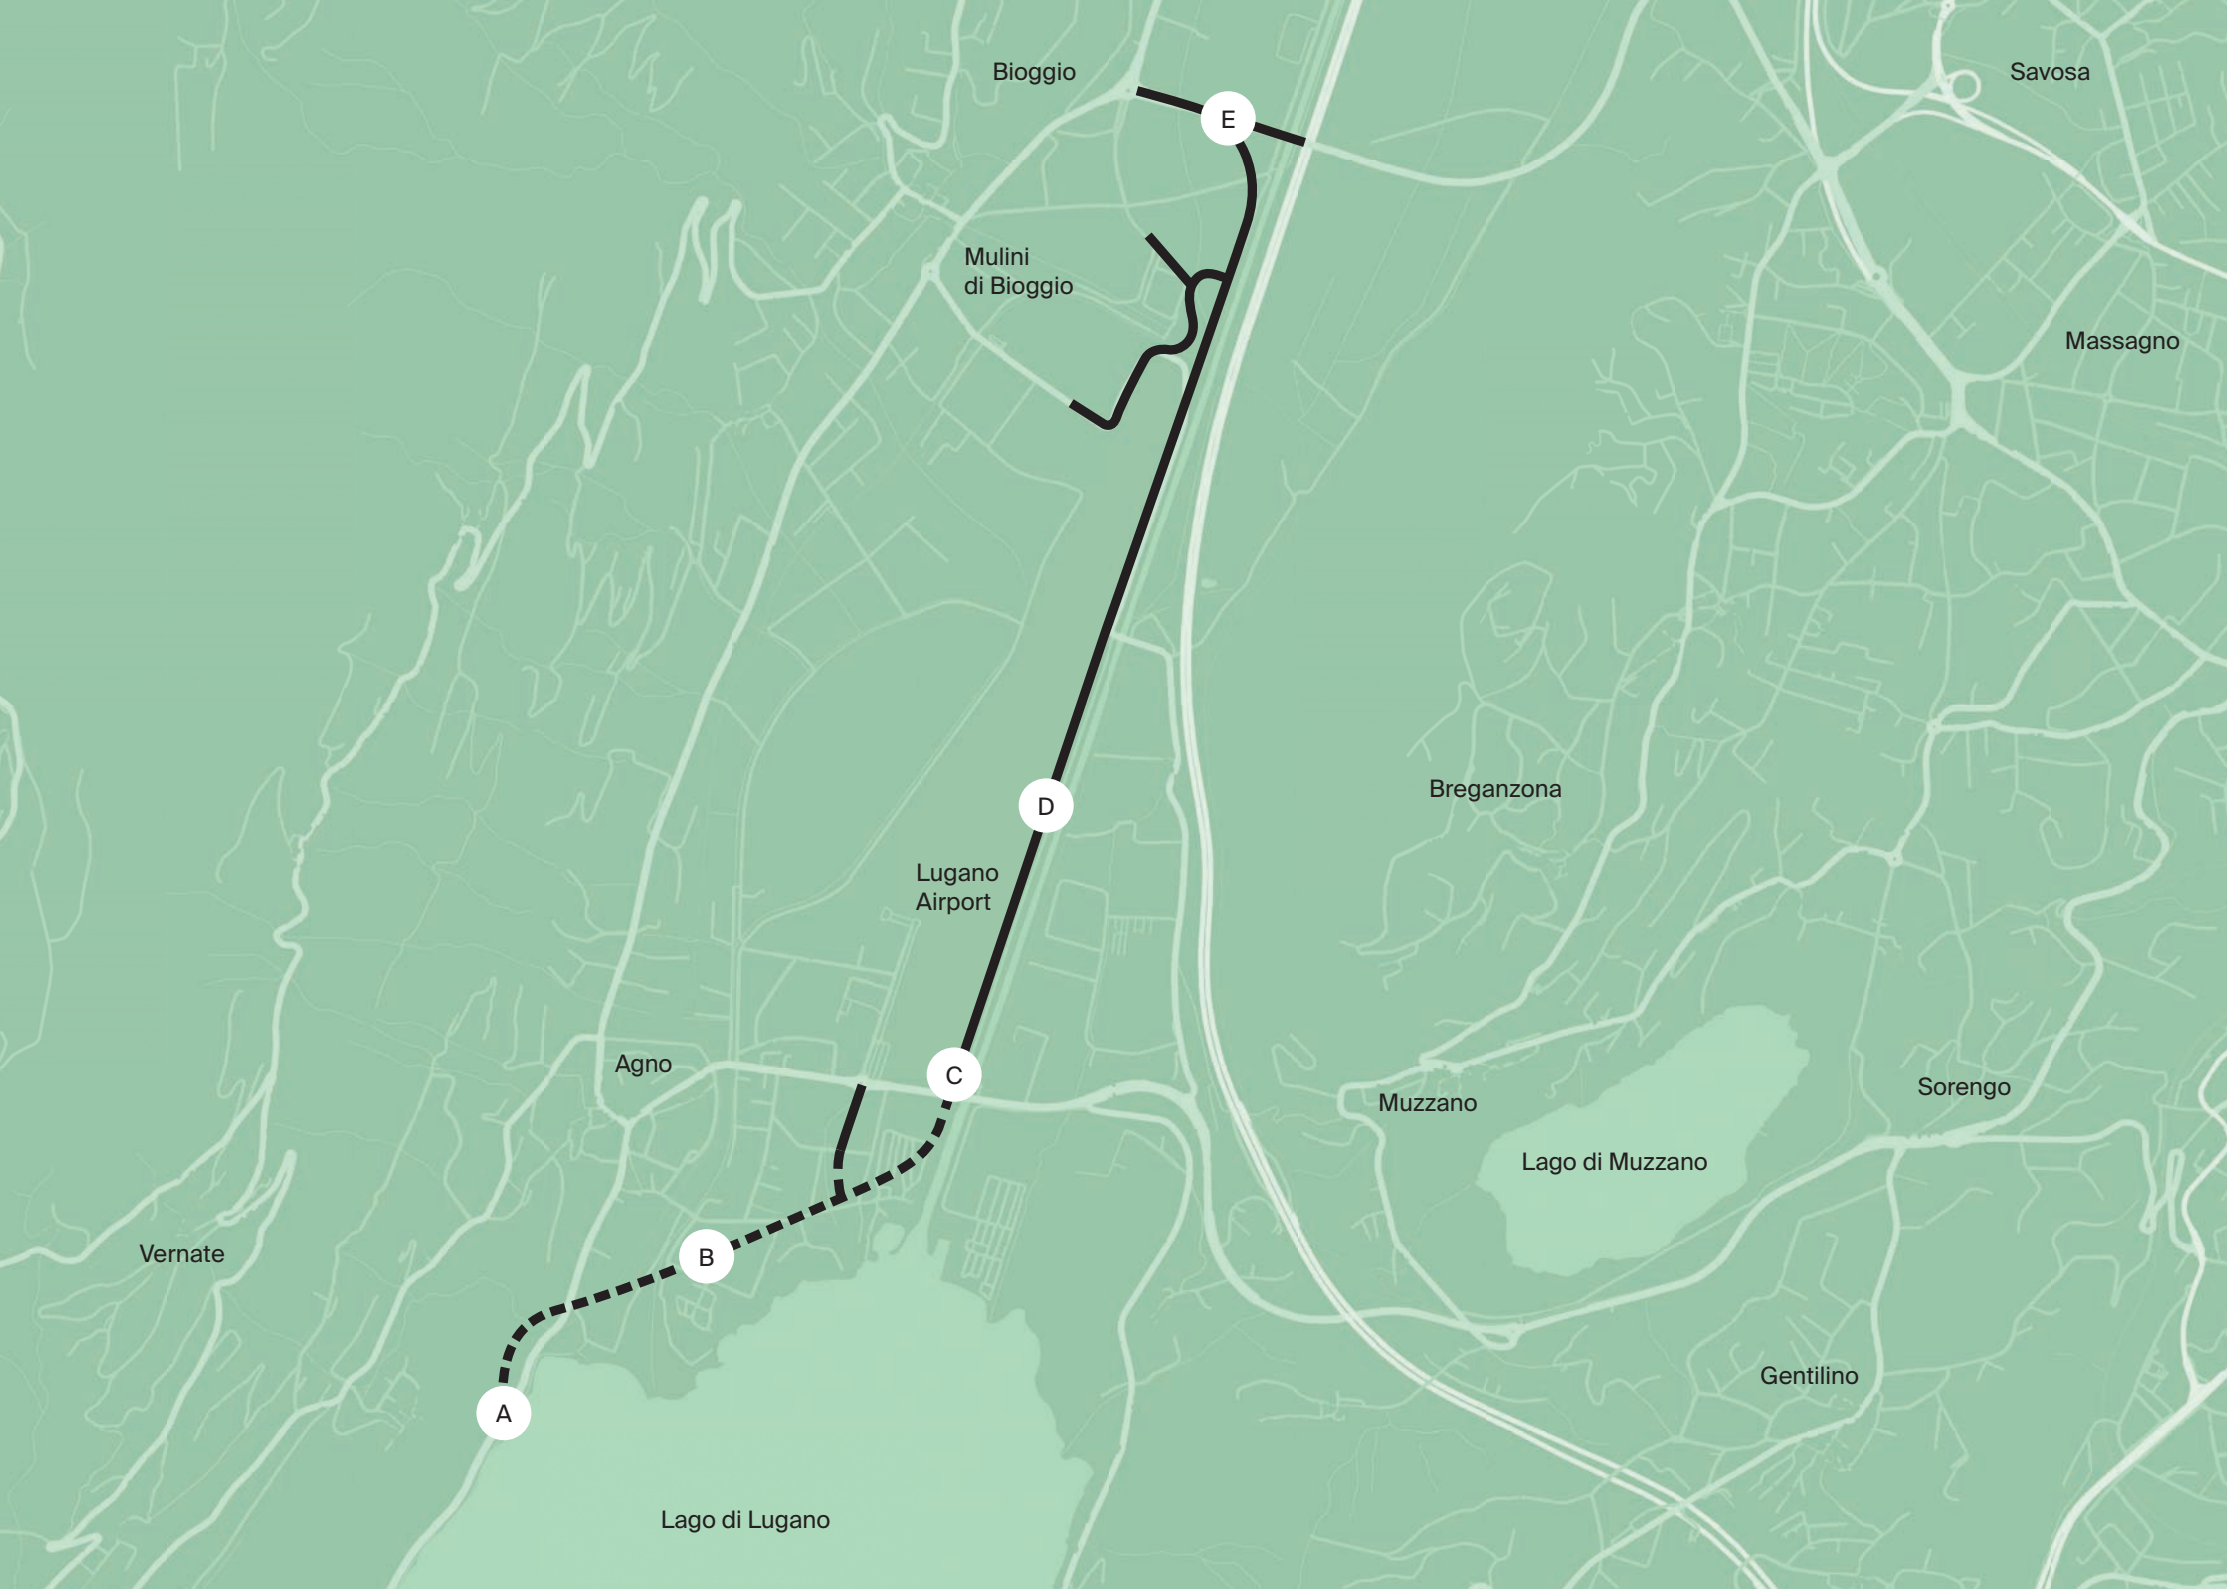 Bioggio
Savosa
E
Mulini
di Bioggio
Massagno
Breganzona
D
Lugano
Airport
Agno
C
Sorengo
Muzzano
Lago di Muzzano
Vernate
B
Gentilino
A
Lago di Lugano